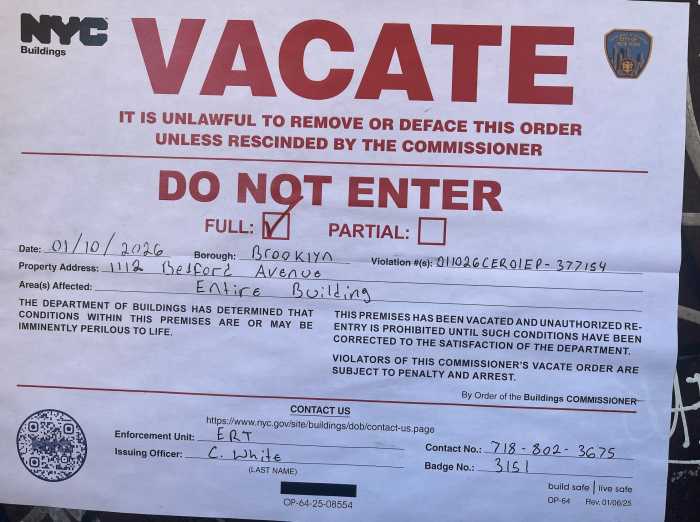 NYC
Buildings
VACATE
IT IS UNLAWFUL TO REMOVE OR DEFACE THIS ORDER
UNLESS RESCINDED BY THE COMMISSIONER
DO NOT ENTER
FULL: PARTIAL:
Date: 01/10/2026 Borough: Brooklyn Violation #(s): 011026CER01EP-377154
Property Address: 1112 Bedford Avenue
Area(s) Affected: Entire Building
THE DEPARTMENT OF BUILDINGS HAS DETERMINED THAT
CONDITIONS WITHIN THIS PREMISES ARE OR MAY BE
IMMINENTLY PERILOUS TO LIFE.
THIS PREMISES HAS BEEN VACATED AND UNAUTHORIZED RE-
ENTRY IS PROHIBITED UNTIL SUCH CONDITIONS HAVE BEEN
CORRECTED TO THE SATISFACTION OF THE DEPARTMENT.
VIOLATORS OF THIS COMMISSIONER'S VACATE ORDER ARE
SUBJECT TO PENALTY AND ARREST.
By Order of the Buildings COMMISSIONER
CONTACT US
https://www.nyc.gov/site/buildings/dob/contact-us.page
Enforcement Unit: ERT Contact No.: 718-802-3675
Issuing Officer: C. White Badge No.: 3151
(LAST NAME)
OP-64-25-08554
build safe | live safe
OP-64 Rev. 01/06/25